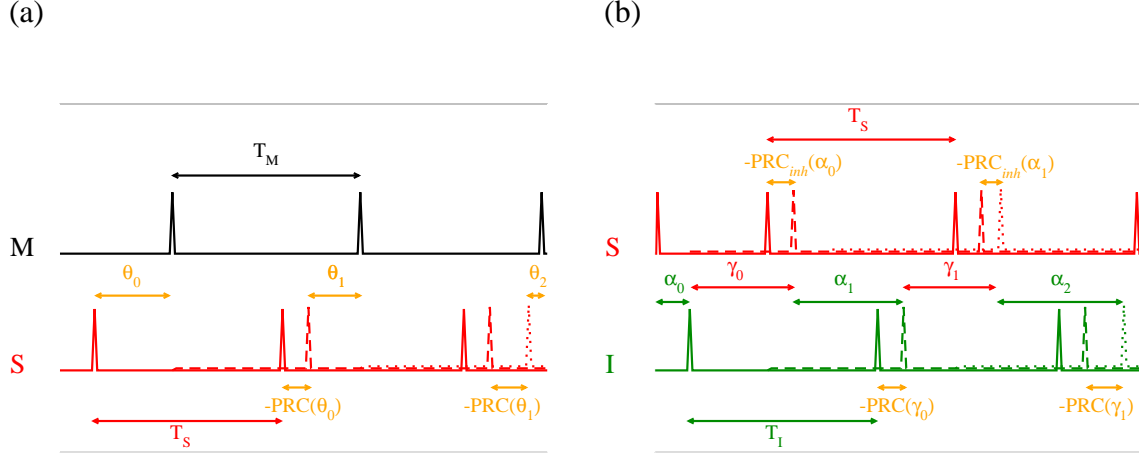 (a)
(b)
T_M
T_S
-PRC_inh(α_0)
-PRC_inh(α_1)
M
S
θ_0
θ_1
θ_2
α_0
γ_0
α_1
γ_1
α_2
S
I
-PRC(θ_0)
-PRC(θ_1)
-PRC(γ_0)
-PRC(γ_1)
T_S
T_I